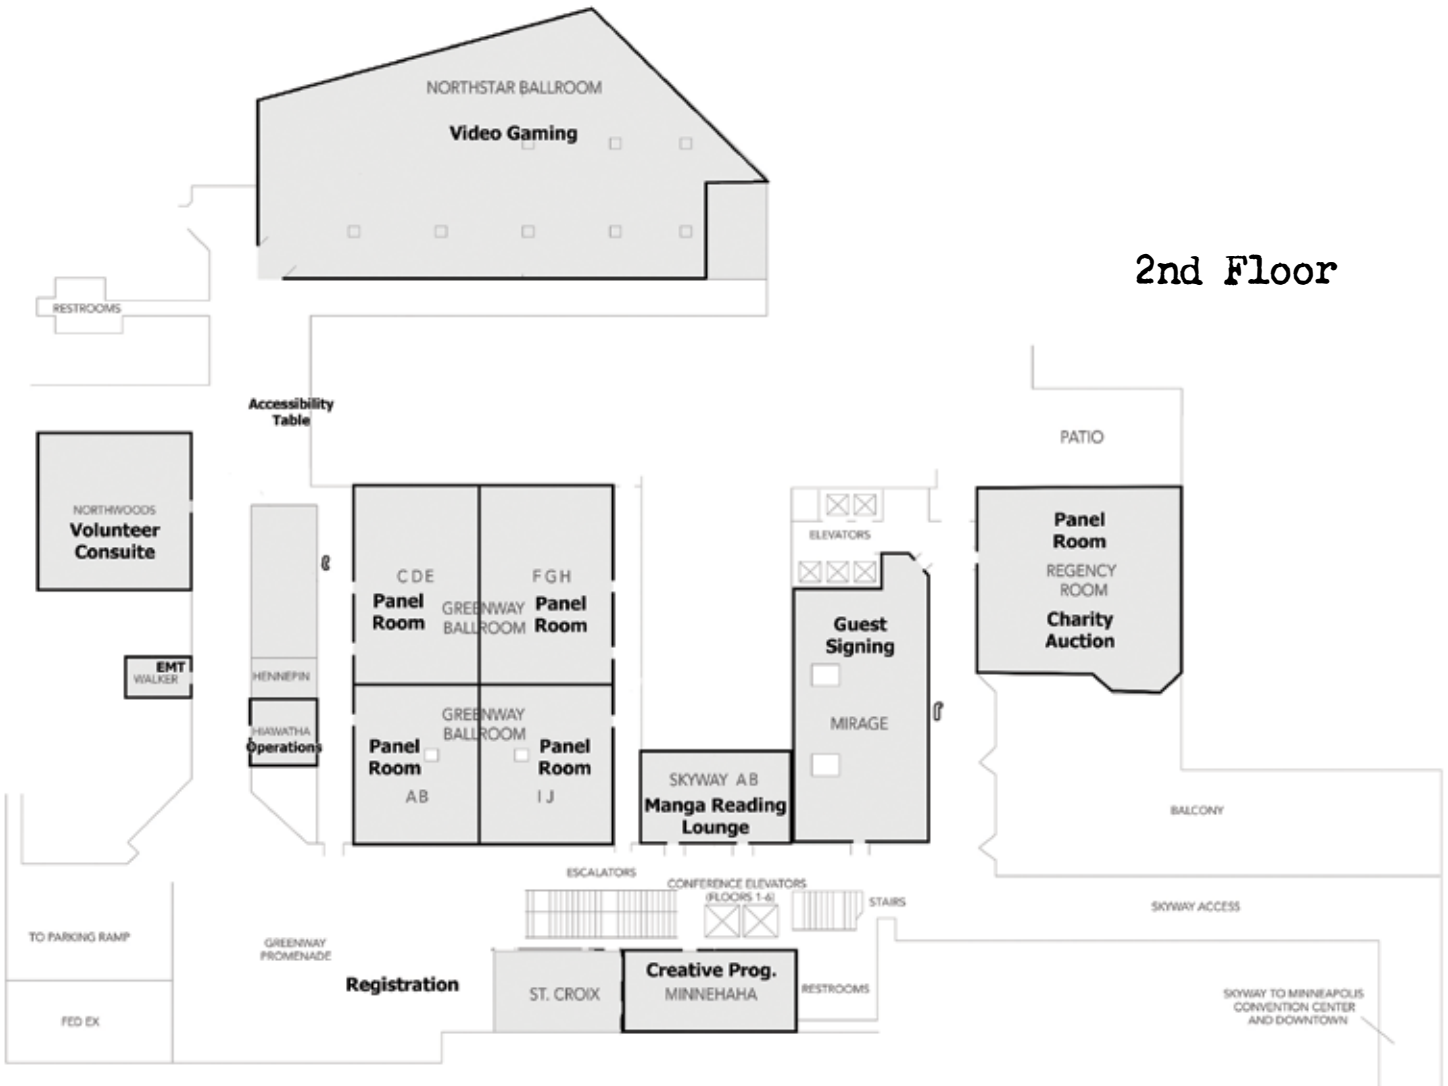 NORTHSTAR BALLROOM
Video Gaming
2nd Floor
RESTROOMS
Accessibility
Table
PATIO
NORTHWOODS
Volunteer
Consuite
ELEVATORS
Panel
Room
REGENCY
ROOM
Charity
Auction
CDE
Panel
Room
FGH
Panel
Room
GREENWAY
BALLROOM
Guest
Signing
MIRAGE
EMT
WALKER
HENNEPIN
HIAWATHA
Operations
GREENWAY
BALLROOM
Panel
Room
AB
Panel
Room
IJ
SKYWAY AB
Manga Reading
Lounge
BALCONY
ESCALATORS
CONFERENCE ELEVATORS
(FLOORS 1-6)
STAIRS
SKYWAY ACCESS
TO PARKING RAMP
GREENWAY
PROMENADE
Registration
ST. CROIX
Creative Prog.
MINNEHAHA
RESTROOMS
FED EX
SKYWAY TO MINNEAPOLIS
CONVENTION CENTER
AND DOWNTOWN